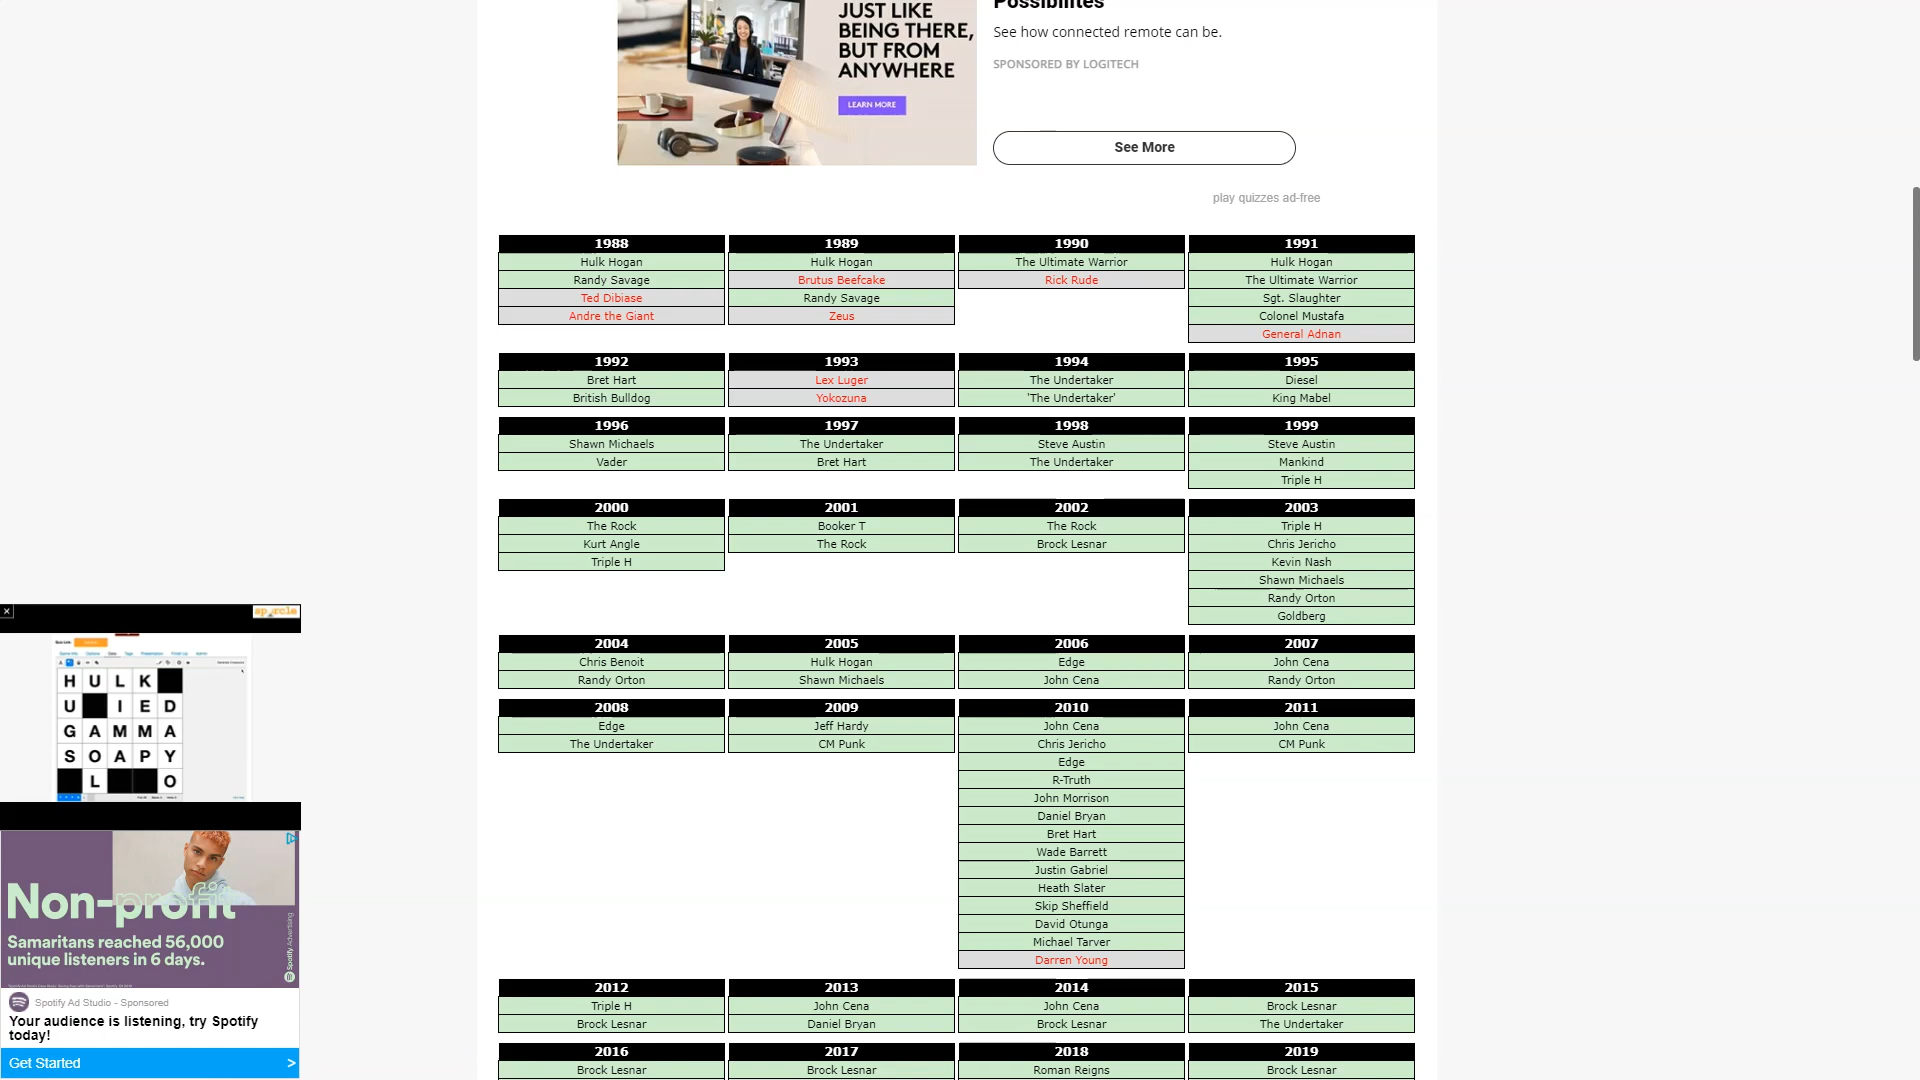 Possibilites
See how connected remote can be.
SPONSORED BY LOGITECH
See More
JUST LIKE
BEING THERE,
BUT FROM
ANYWHERE
LEARN MORE
play quizzes ad-free
1988
Hulk Hogan
Randy Savage
Ted Dibiase
Andre the Giant
1989
Hulk Hogan
Brutus Beefcake
Randy Savage
Zeus
1990
The Ultimate Warrior
Rick Rude
1991
Hulk Hogan
The Ultimate Warrior
Sgt. Slaughter
Colonel Mustafa
General Adnan
1992
Bret Hart
British Bulldog
1993
Lex Luger
Yokozuna
1994
The Undertaker
'The Undertaker'
1995
Diesel
King Mabel
1996
Shawn Michaels
Vader
1997
The Undertaker
Bret Hart
1998
Steve Austin
The Undertaker
1999
Steve Austin
Mankind
Triple H
2000
The Rock
Kurt Angle
Triple H
2001
Booker T
The Rock
2002
The Rock
Brock Lesnar
2003
Triple H
Chris Jericho
Kevin Nash
Shawn Michaels
Randy Orton
Goldberg
2004
Chris Benoit
Randy Orton
2005
Hulk Hogan
Shawn Michaels
2006
Edge
John Cena
2007
John Cena
Randy Orton
2008
Edge
The Undertaker
2009
Jeff Hardy
CM Punk
2010
John Cena
Chris Jericho
Edge
R-Truth
John Morrison
Daniel Bryan
Bret Hart
Wade Barrett
Justin Gabriel
Heath Slater
Skip Sheffield
David Otunga
Michael Tarver
Darren Young
2011
John Cena
CM Punk
2012
Triple H
Brock Lesnar
2013
John Cena
Daniel Bryan
2014
John Cena
Brock Lesnar
2015
Brock Lesnar
The Undertaker
2016
Brock Lesnar
2017
Brock Lesnar
2018
Roman Reigns
2019
Brock Lesnar
H U L K
U I E D
G A M M A
S O A P Y
L O
Non-profit
Samaritans reached 56,000
unique listeners in 6 days.
Spotify Advertising
Spotify Ad Studio - Sponsored
Your audience is listening, try Spotify
today!
Get Started >